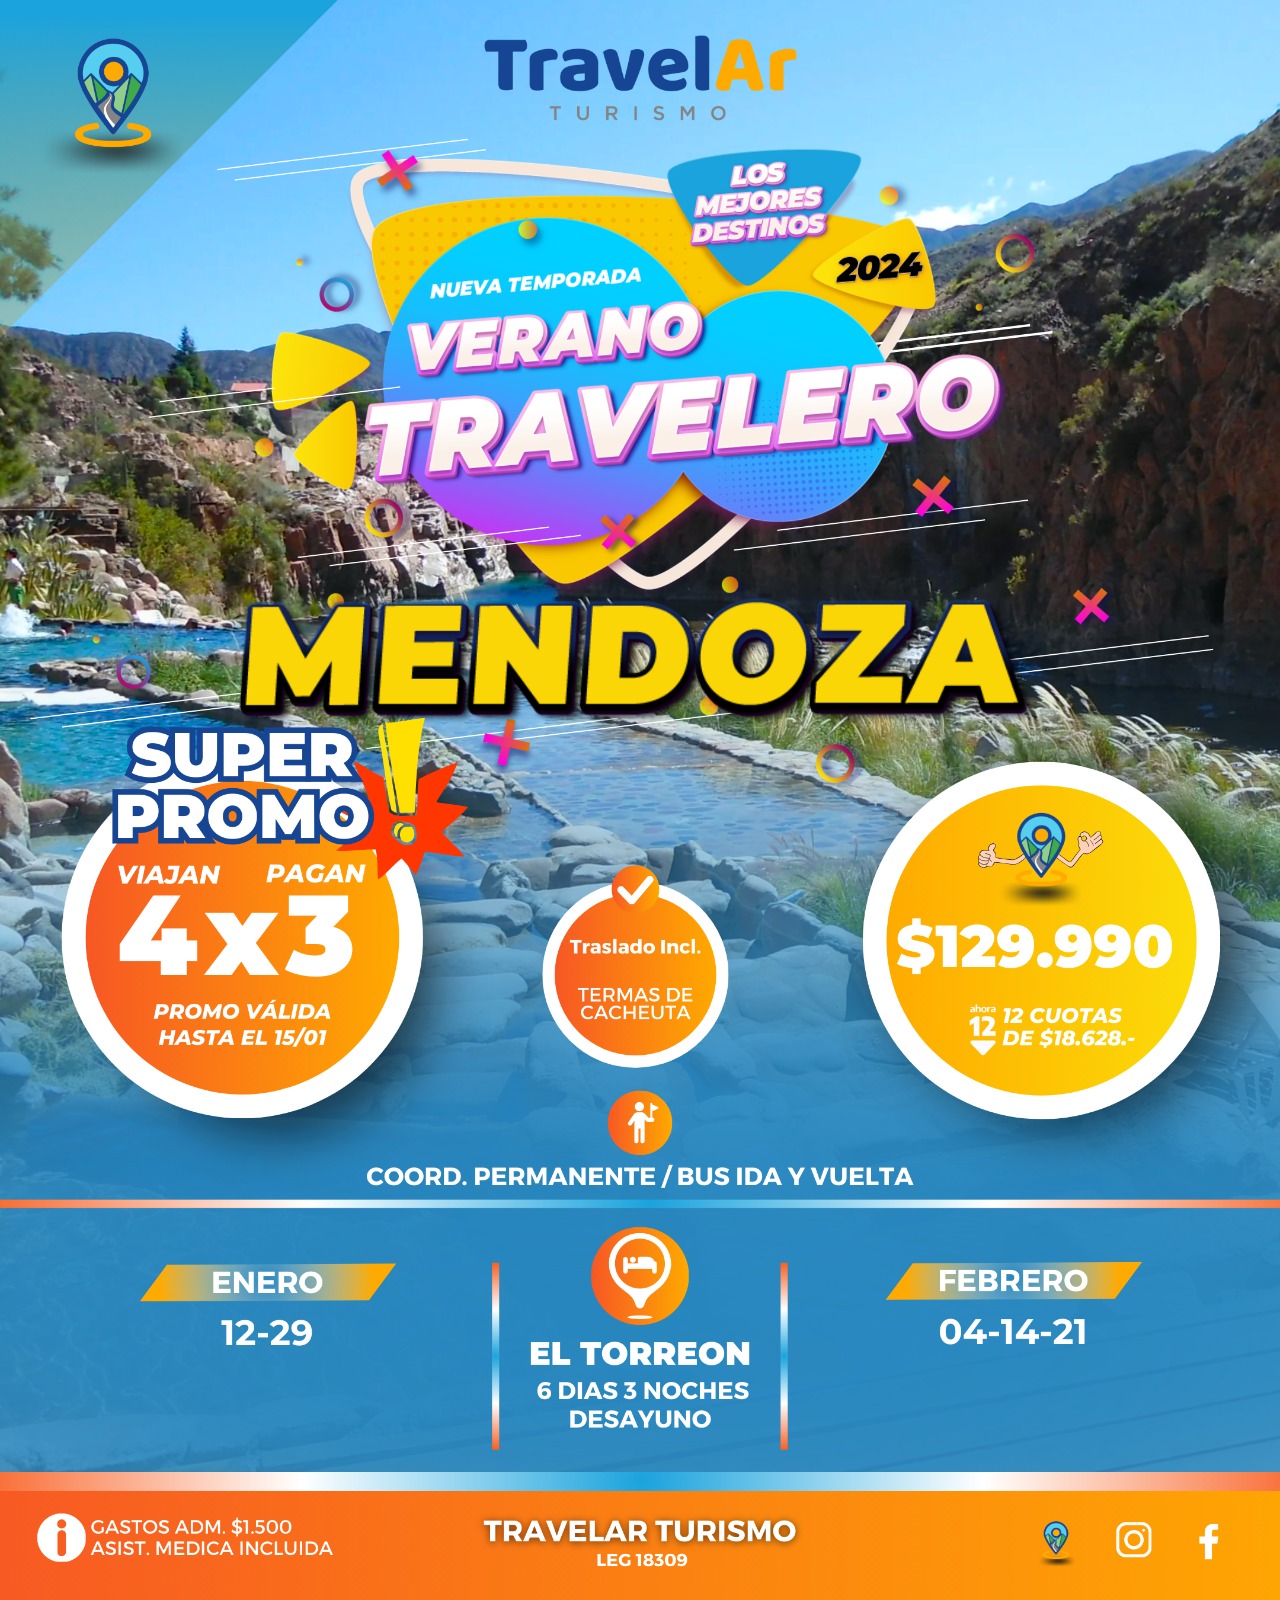 TravelAr
TURISMO
LOS
MEJORES
DESTINOS
2024
NUEVA TEMPORADA
VERANO
TRAVELERO
MENDOZA
SUPER
PROMO!
VIAJAN PAGAN
4x3
PROMO VÁLIDA
HASTA EL 15/01
Traslado Incl.
TERMAS DE
CACHEUTA
$129.990
ahora
12
12 CUOTAS
DE $18.628.-
COORD. PERMANENTE / BUS IDA Y VUELTA
ENERO
12-29
EL TORREON
6 DIAS 3 NOCHES
DESAYUNO
FEBRERO
04-14-21
GASTOS ADM. $1.500
ASIST. MEDICA INCLUIDA
TRAVELAR TURISMO
LEG 18309